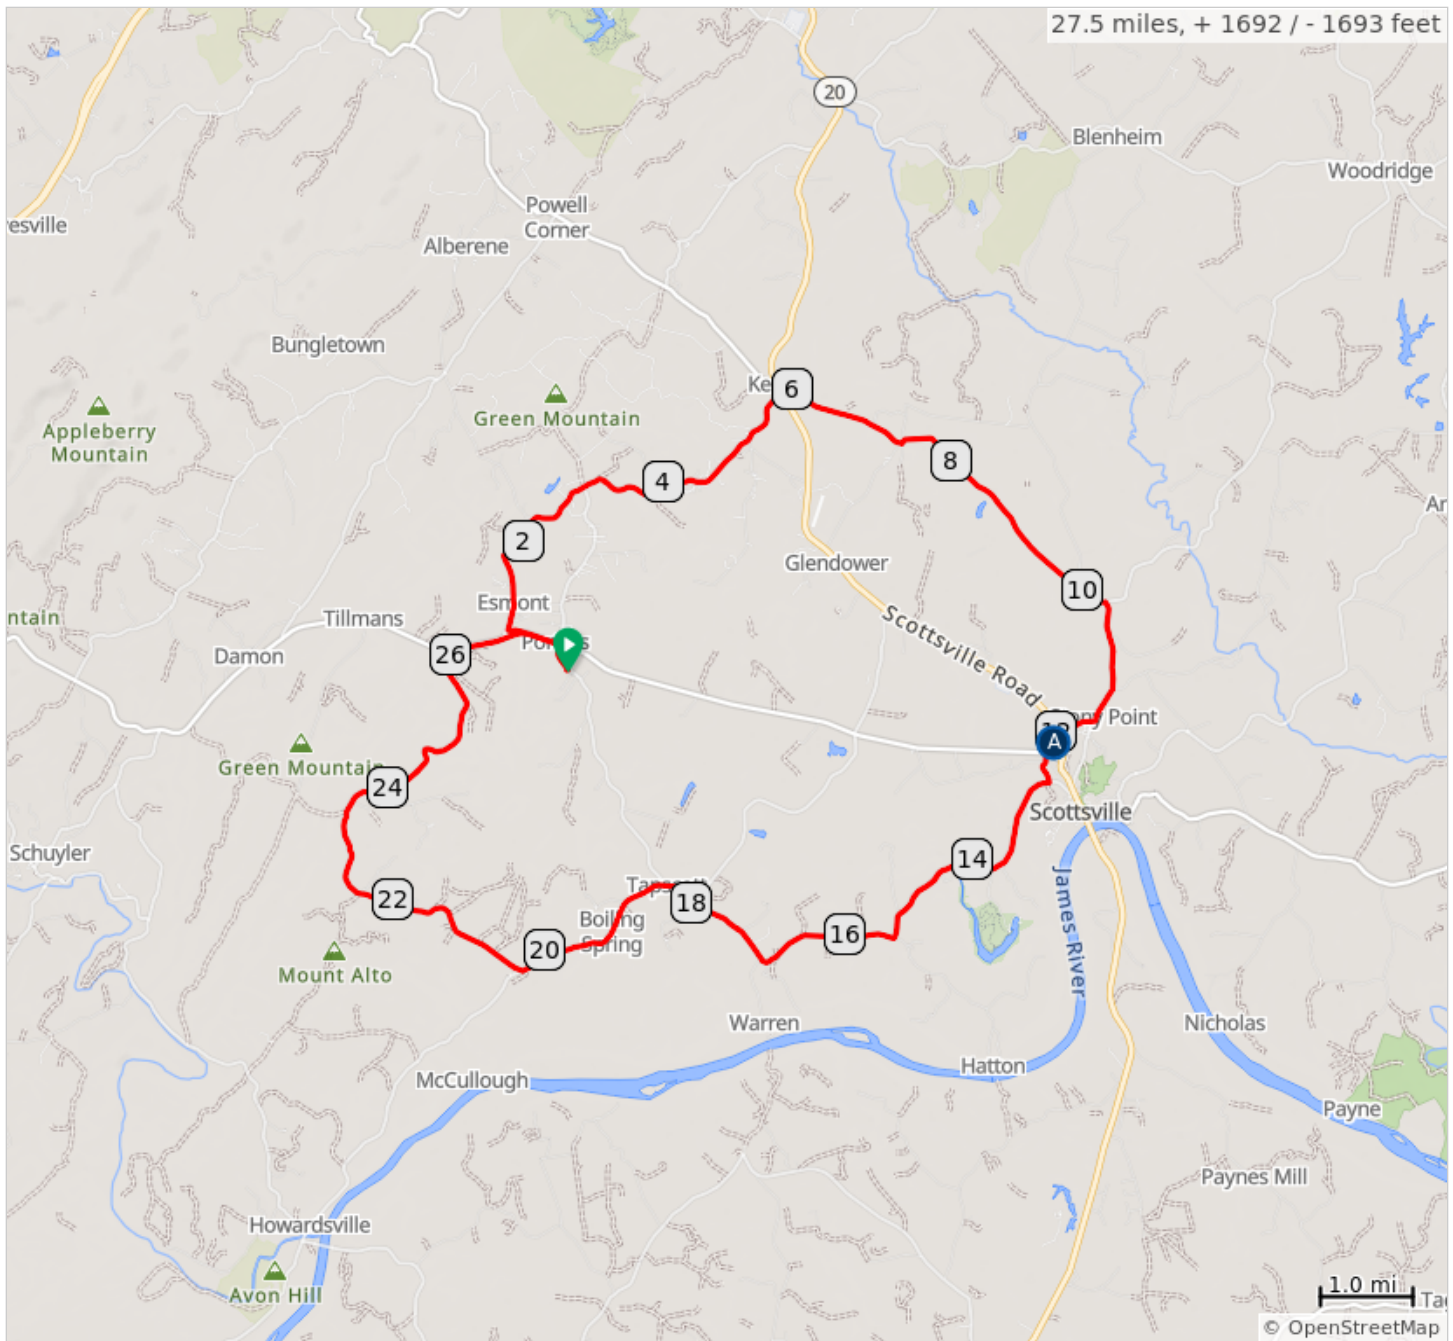 27.5 miles, + 1692 / - 1693 feet
20
Blenheim
Woodridge
Powell
Corner
Alberene
Bungletown
6
Green Mountain
Appleberry
Mountain
8
4
2
Glendower
10
Esmont
Tillmans
26
Damon
Scottsville Road
Point
A
Green Mountain
24
Scottsville
Schuyler
14
22
18
James River
Boiling
Spring
16
20
Mount Alto
Warren
Nicholas
Hatton
McCullough
Payne
Paynes Mill
Howardsville
Avon Hill
1.0 mi
© OpenStreetMap